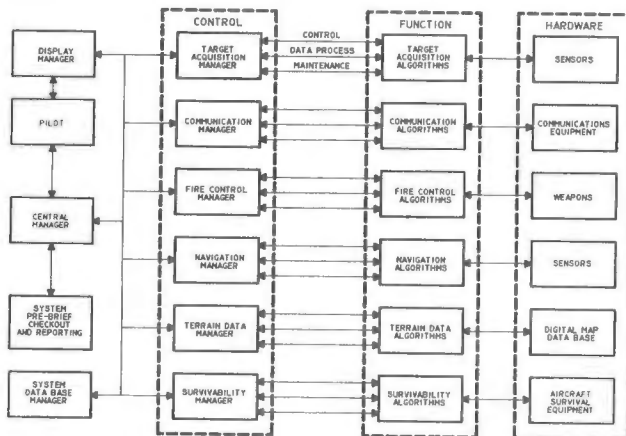 CONTROL
FUNCTION
HARDWARE
DISPLAY
MANAGER
PILOT
CENTRAL
MANAGER
SYSTEM
PRE-BRIEF
CHECKOUT
AND REPORTING
SYSTEM
DATA BASE
MANAGER
TARGET
ACQUISITION
MANAGER
COMMUNICATION
MANAGER
FIRE CONTROL
MANAGER
NAVIGATION
MANAGER
TERRAIN DATA
MANAGER
SURVIVABILITY
MANAGER
CONTROL
DATA PROCESS
MAINTENANCE
TARGET
ACQUISITION
ALGORITHMS
COMMUNICATION
ALGORITHMS
FIRE CONTROL
ALGORITHMS
NAVIGATION
ALGORITHMS
TERRAIN DATA
ALGORITHMS
SURVIVABILITY
ALGORITHMS
SENSORS
COMMUNICATIONS
EQUIPMENT
WEAPONS
SENSORS
DIGITAL MAP
DATA BASE
AIRCRAFT
SURVIVAL
EQUIPMENT